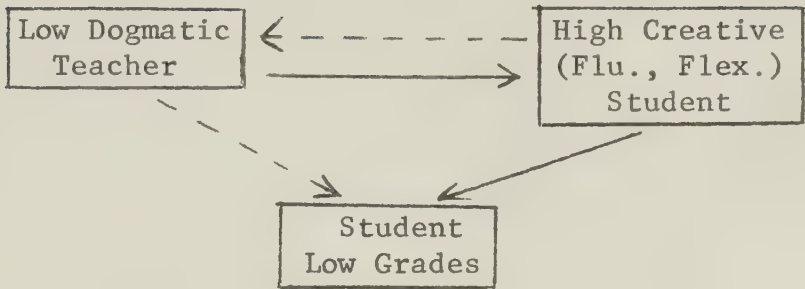 Low Dogmatic
Teacher
High Creative
(Flu., Flex.)
Student
Student
Low Grades